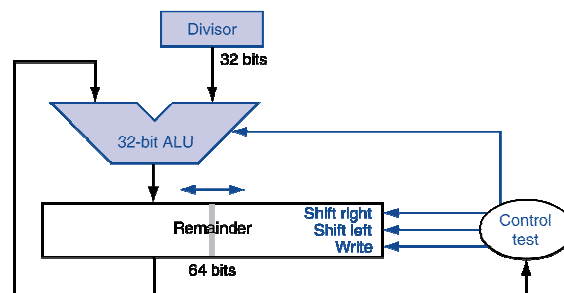 Divisor
32 bits
32-bit ALU
Shift right
Remainder
Shift left
Write
Control
test
64 bits